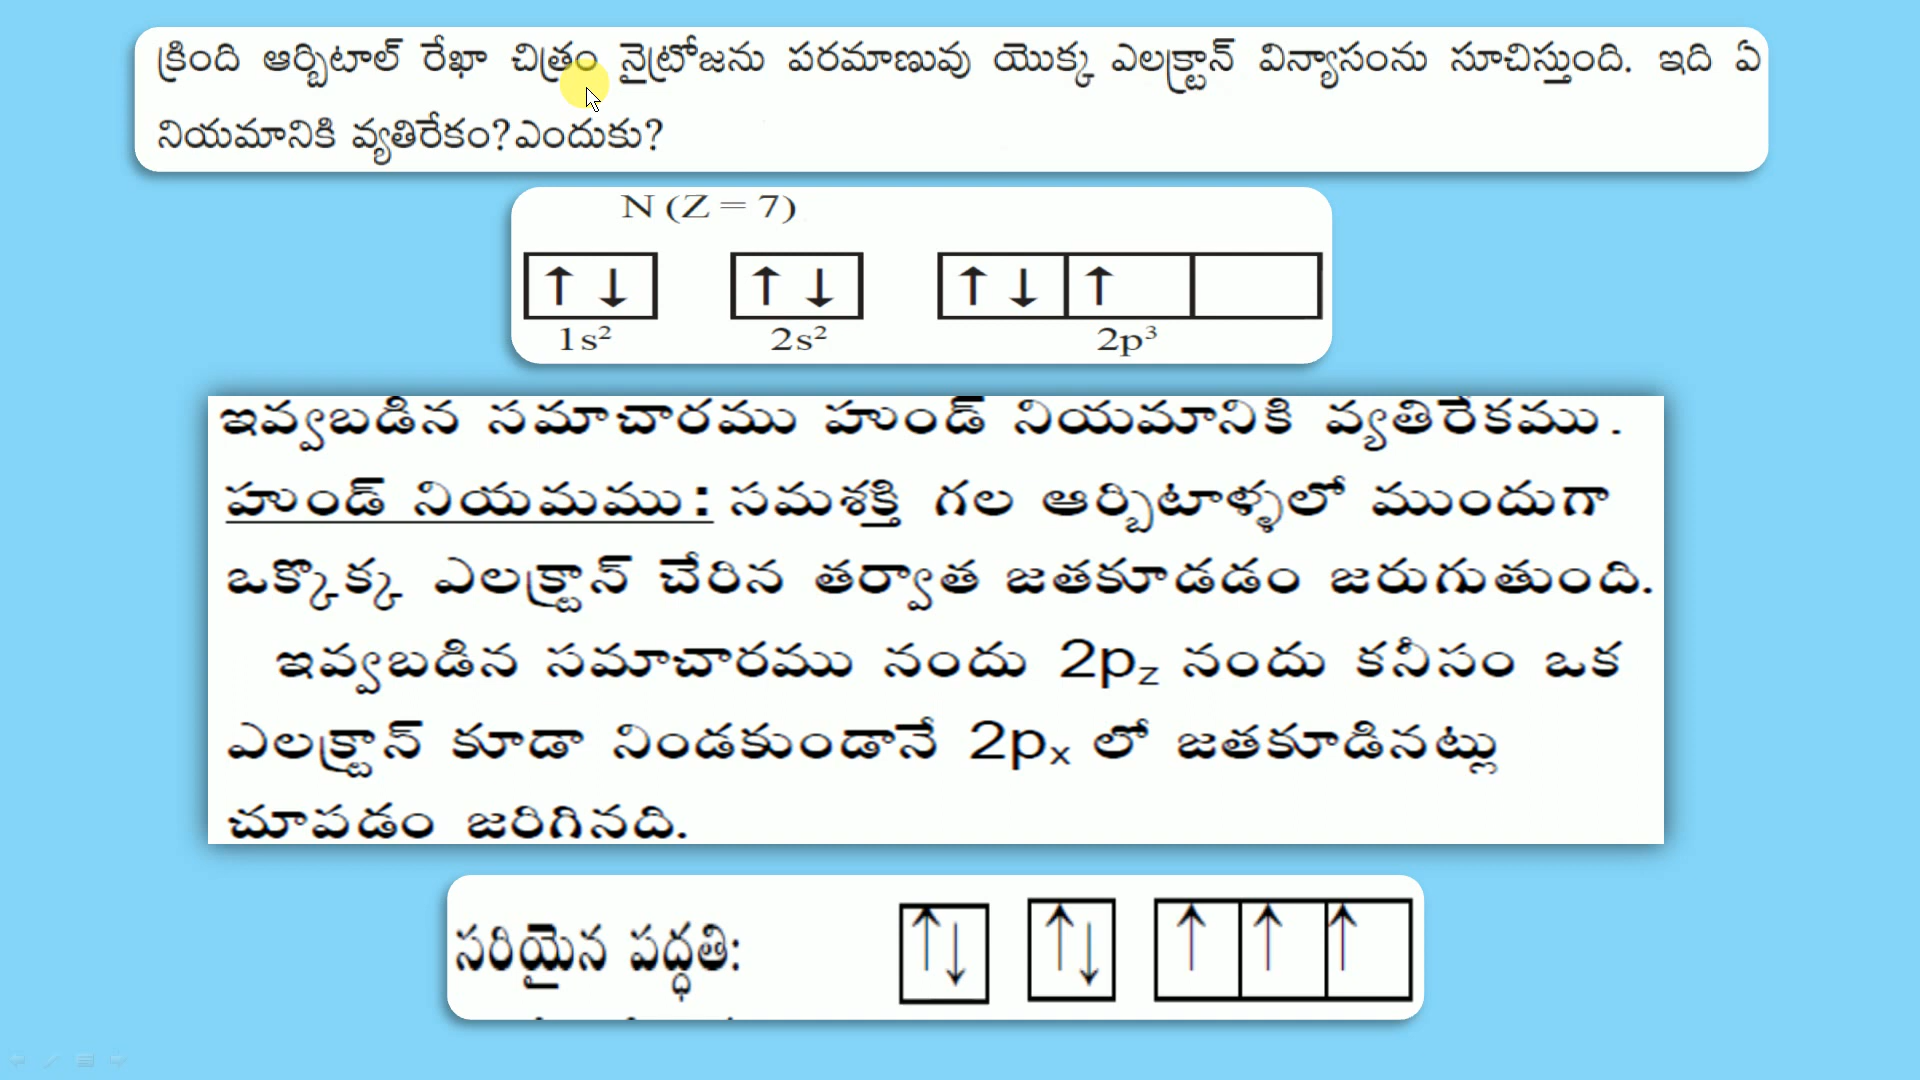 క్రింది ఆర్బిటాల్ రేఖా చిత్రం నైట్రోజను పరమాణువు యొక్క ఎలక్ట్రాన్ విన్యాసంను సూచిస్తుంది. ఇది ఏ
నియమానికి వ్యతిరేకం?ఎందుకు?
N (Z = 7)
↑ ↓ ↑ ↓ ↑ ↓ ↑
1s² 2s² 2p³
ఇవ్వబడిన సమాచారము హుండ్ నియమానికి వ్యతిరేకము.
హుండ్ నియమము: సమశక్తి గల ఆర్బిటాళ్ళలో ముందుగా
ఒక్కొక్క ఎలక్ట్రాన్ చేరిన తర్వాత జతకూడడం జరుగుతుంది.
ఇవ్వబడిన సమాచారము నందు 2p_z నందు కనీసం ఒక
ఎలక్ట్రాన్ కూడా నిండకుండానే 2pₓ లో జతకూడినట్లు
చూపడం జరిగినది.
సరియైన పద్ధతి: ↑↓ ↑↓ ↑ ↑ ↑